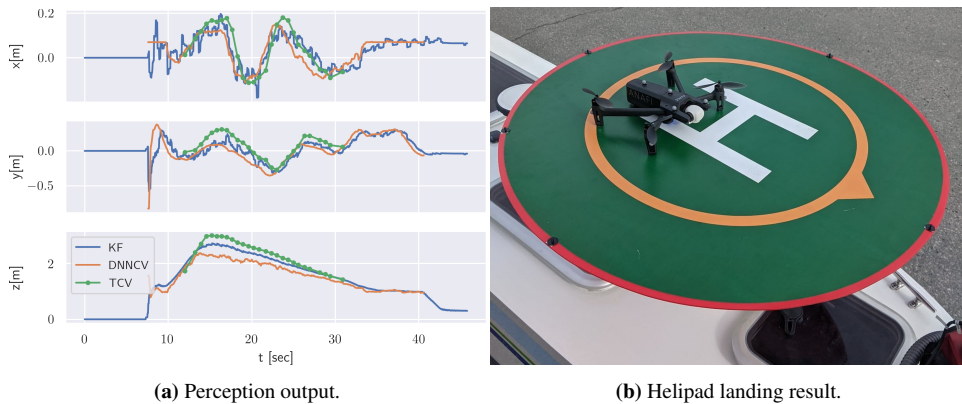 0.2
0.0
x[m]
0.0
−0.5
y[m]
KF
DNNCV
TCV
2
0
z[m]
0 10 20 30 40
t [sec]
ANAFI
H
(a) Perception output.
(b) Helipad landing result.